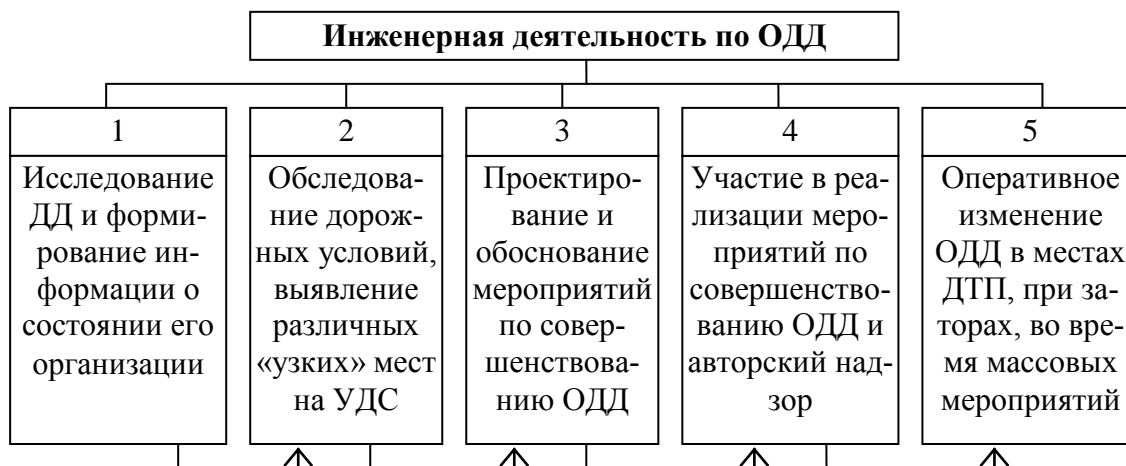 Инженерная деятельность по ОДД
1
Исследование
ДД и форми-
рование ин-
формации о
состоянии его
организации
2
Обследова-
ние дорож-
ных условий,
выявление
различных
«узких» мест
на УДС
3
Проектиро-
вание и
обоснование
мероприятий
по совер-
шенствова-
нию ОДД
4
Участие в реа-
лизации меро-
приятий по
совершенство-
ванию ОДД и
авторский над-
зор
5
Оперативное
изменение
ОДД в местах
ДТП, при за-
торах, во вре-
мя массовых
мероприятий